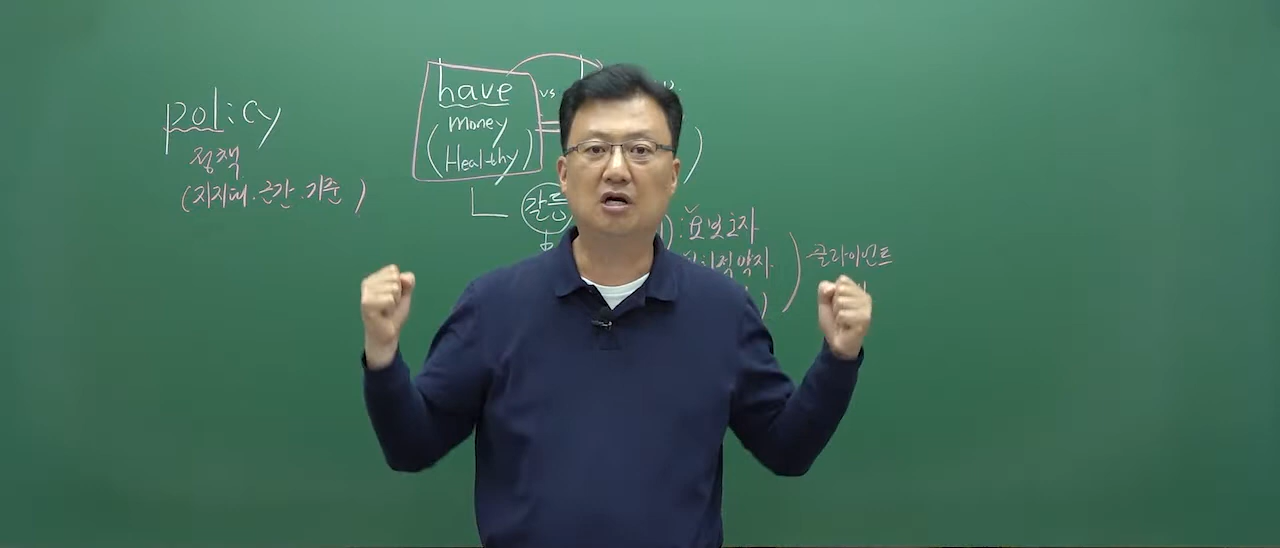 policy
정책
(지지대.근간.기준)
have vs
(Money
Healthy)
갈등
: 요보호자
적 약자
클라이언트